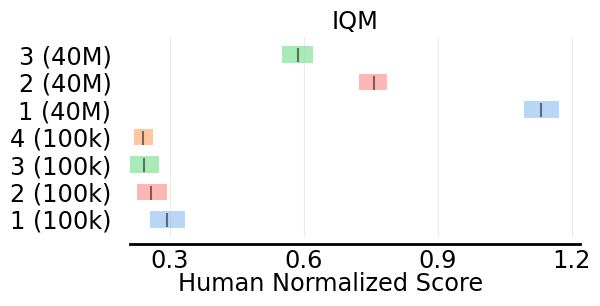 IQM
3 (40M)
2 (40M)
1 (40M)
4 (100k)
3 (100k)
2 (100k)
1 (100k)
0.3 0.6 0.9 1.2
Human Normalized Score